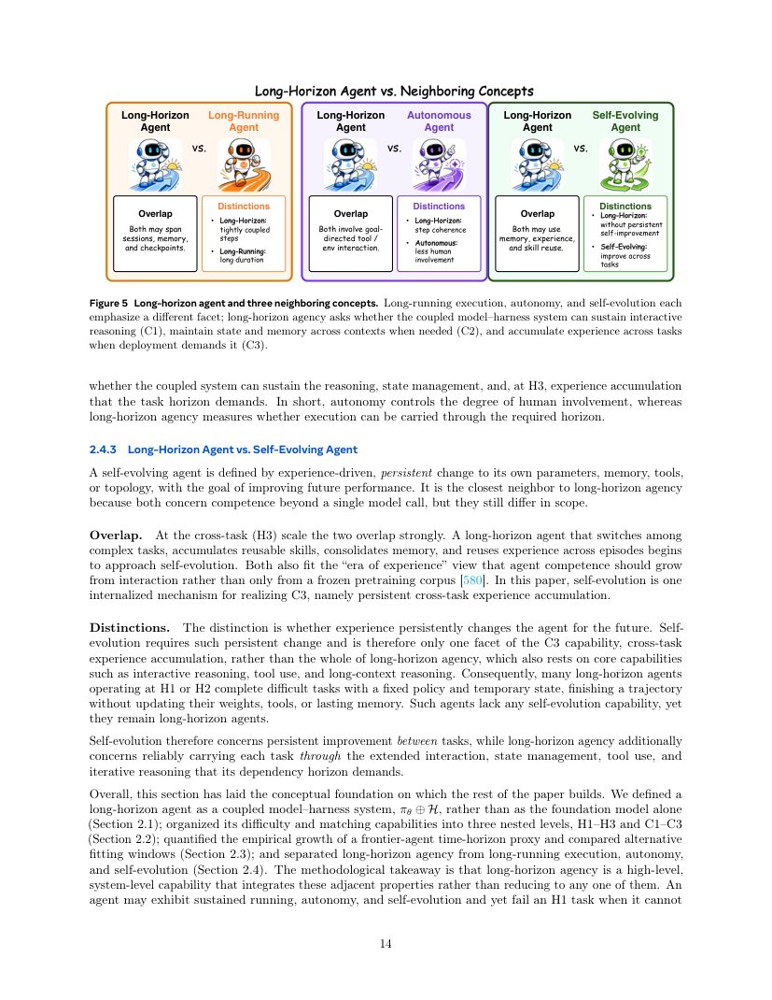 Long-Horizon Agent vs. Neighboring Concepts
Long-Horizon
Agent
vs.
Long-Running
Agent
Overlap
Both may span
sessions, memory,
and checkpoints.
Distinctions
• Long-Horizon:
tightly coupled
steps
• Long-Running:
long duration
Long-Horizon
Agent
vs.
Autonomous
Agent
Overlap
Both involve goal-
directed tool /
env interaction.
Distinctions
• Long-Horizon:
step coherence
• Autonomous:
less human
involvement
Long-Horizon
Agent
vs.
Self-Evolving
Agent
Overlap
Both may use
memory, experience,
and skill reuse.
Distinctions
• Long-Horizon:
without persistent
self-improvement
• Self-Evolving:
improve across
tasks
Figure 5 Long-horizon agent and three neighboring concepts. Long-running execution, autonomy, and self-evolution each
emphasize a different facet; long-horizon agency asks whether the coupled model–harness system can sustain interactive
reasoning (C1), maintain state and memory across contexts when needed (C2), and accumulate experience across tasks
when deployment demands it (C3).
whether the coupled system can sustain the reasoning, state management, and, at H3, experience accumulation
that the task horizon demands. In short, autonomy controls the degree of human involvement, whereas
long-horizon agency measures whether execution can be carried through the required horizon.
2.4.3 Long-Horizon Agent vs. Self-Evolving Agent
A self-evolving agent is defined by experience-driven, persistent change to its own parameters, memory, tools,
or topology, with the goal of improving future performance. It is the closest neighbor to long-horizon agency
because both concern competence beyond a single model call, but they still differ in scope.
Overlap. At the cross-task (H3) scale the two overlap strongly. A long-horizon agent that switches among
complex tasks, accumulates reusable skills, consolidates memory, and reuses experience across episodes begins
to approach self-evolution. Both also fit the “era of experience” view that agent competence should grow
from interaction rather than only from a frozen pretraining corpus [580]. In this paper, self-evolution is one
internalized mechanism for realizing C3, namely persistent cross-task experience accumulation.
Distinctions. The distinction is whether experience persistently changes the agent for the future. Self-
evolution requires such persistent change and is therefore only one facet of the C3 capability, cross-task
experience accumulation, rather than the whole of long-horizon agency, which also rests on core capabilities
such as interactive reasoning, tool use, and long-context reasoning. Consequently, many long-horizon agents
operating at H1 or H2 complete difficult tasks with a fixed policy and temporary state, finishing a trajectory
without updating their weights, tools, or lasting memory. Such agents lack any self-evolution capability, yet
they remain long-horizon agents.
Self-evolution therefore concerns persistent improvement between tasks, while long-horizon agency additionally
concerns reliably carrying each task through the extended interaction, state management, tool use, and
iterative reasoning that its dependency horizon demands.
Overall, this section has laid the conceptual foundation on which the rest of the paper builds. We defined a
long-horizon agent as a coupled model–harness system, πθ ⊕ H, rather than as the foundation model alone
(Section 2.1); organized its difficulty and matching capabilities into three nested levels, H1–H3 and C1–C3
(Section 2.2); quantified the empirical growth of a frontier-agent time-horizon proxy and compared alternative
fitting windows (Section 2.3); and separated long-horizon agency from long-running execution, autonomy,
and self-evolution (Section 2.4). The methodological takeaway is that long-horizon agency is a high-level,
system-level capability that integrates these adjacent properties rather than reducing to any one of them. An
agent may exhibit sustained running, autonomy, and self-evolution and yet fail an H1 task when it cannot
14